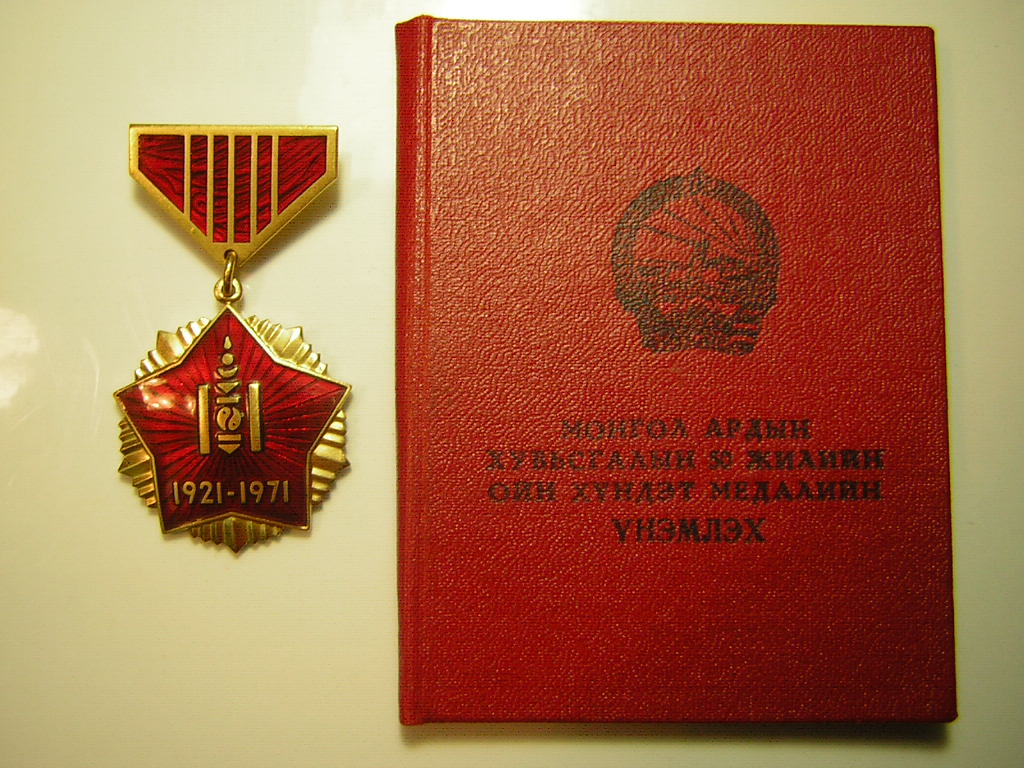 1921-1971
МОНГОЛ АРДЫН
ХУВЬСГАЛЫН 50 ЖИЛИЙН
ОЙН ХҮНДЭТ МЕДАЛИЙН
ҮНЭМЛЭХ